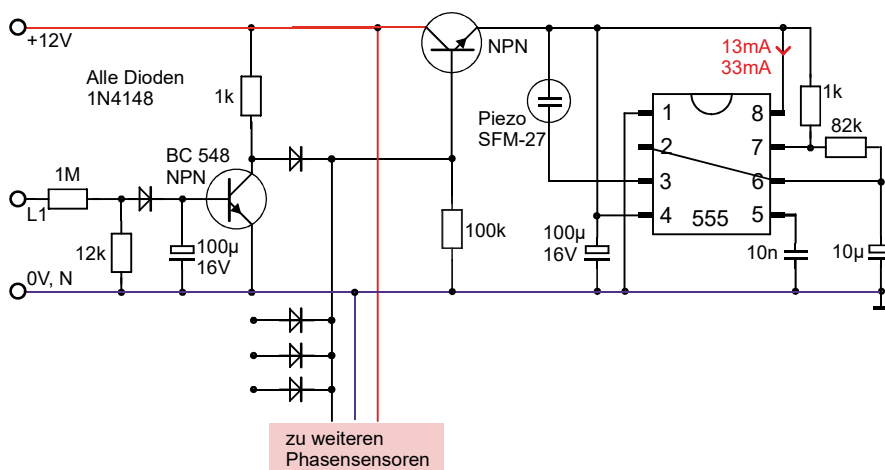 +12V
Alle Dioden
1N4148
1k
NPN
13mA
33mA
Piezo
SFM-27
1k
82k
1
2
3
4
8
7
6
5
555
BC 548
NPN
1M
L1
12k
100µ
16V
100k
100µ
16V
10n
10µ
0V, N
zu weiteren
Phasensensoren